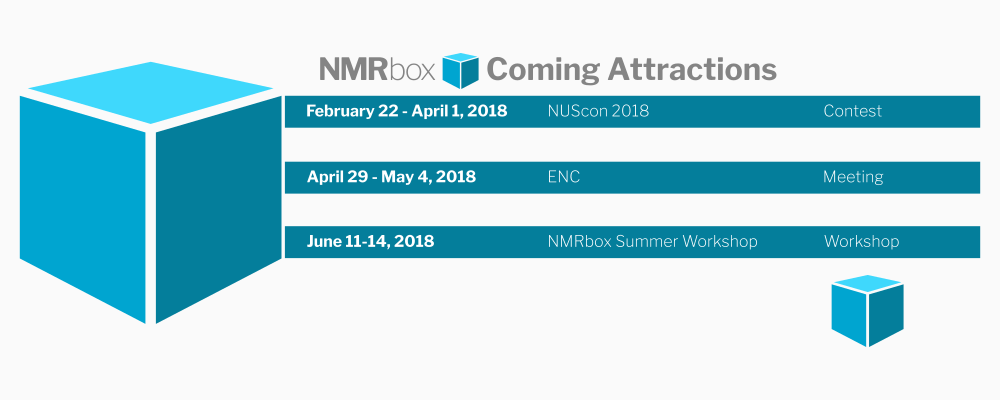 NMRbox Coming Attractions
February 22 - April 1, 2018 NUScon 2018 Contest
April 29 - May 4, 2018 ENC Meeting
June 11-14, 2018 NMRbox Summer Workshop Workshop